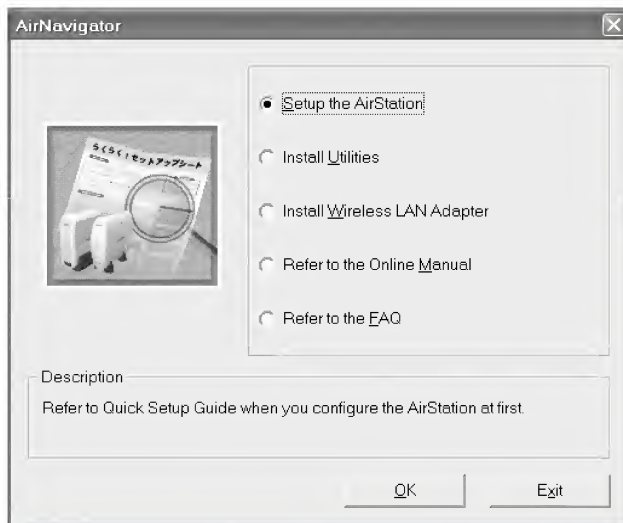 AirNavigator
らくらく!セットアップシート
Setup the AirStation
Install Utilities
Install Wireless LAN Adapter
Refer to the Online Manual
Refer to the FAQ
Description
Refer to Quick Setup Guide when you configure the AirStation at first.
OK
Exit